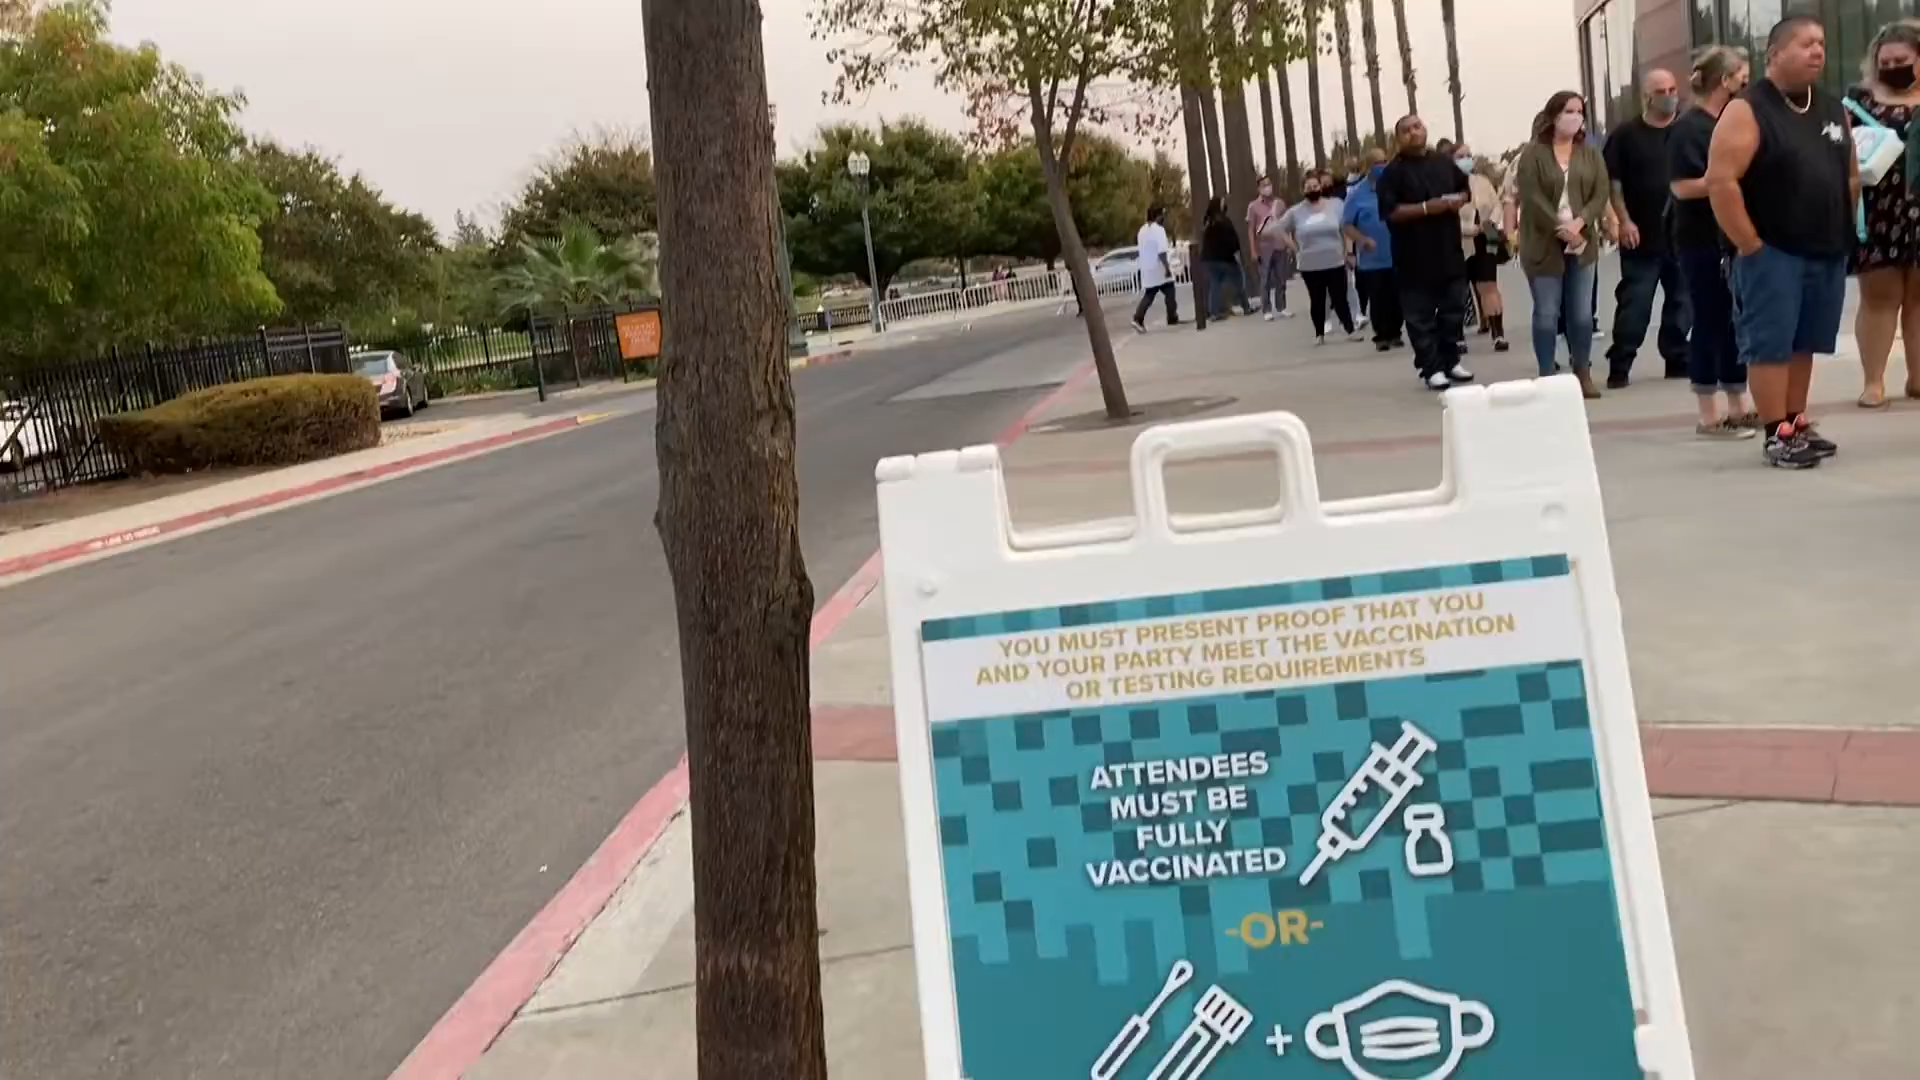 YOU MUST PRESENT PROOF THAT YOU
AND YOUR PARTY MEET THE VACCINATION
OR TESTING REQUIREMENTS
ATTENDEES
MUST BE
FULLY
VACCINATED
-OR-
+